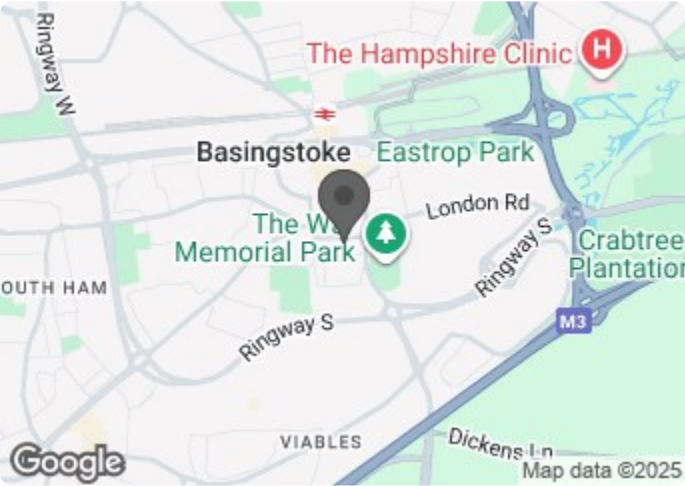 Ringway W
The Hampshire Clinic
H
Basingstoke
Eastrop Park
London Rd
The Wa
Memorial Park
Ringway S
Crabtree
Plantation
OUTH HAM
M3
Ringway S
VIABLES
Dickens Ln
Google
Map data ©2025